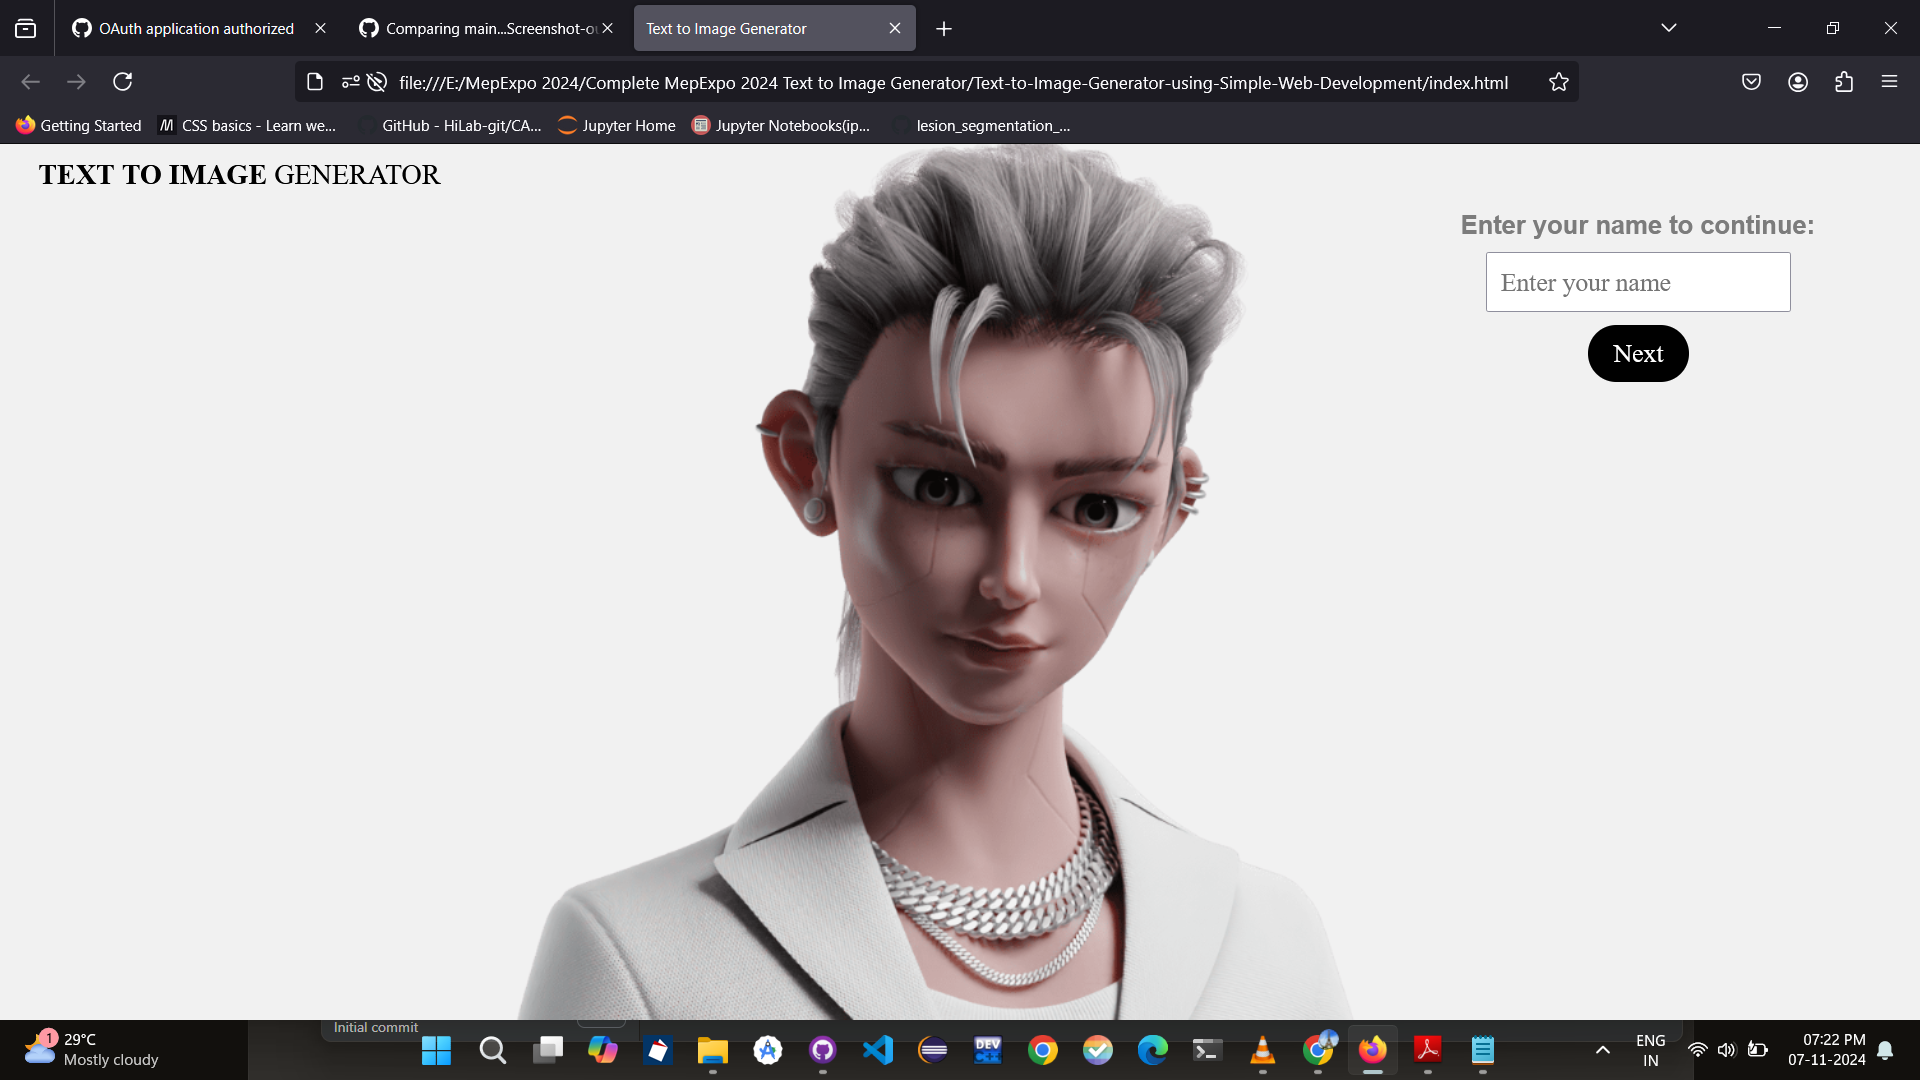 OAuth application authorized
Comparing main...Screenshot-ou
Text to Image Generator
file:///E:/MepExpo 2024/Complete MepExpo 2024 Text to Image Generator/Text-to-Image-Generator-using-Simple-Web-Development/index.html
Getting Started
CSS basics - Learn we...
GitHub - HiLab-git/CA...
Jupyter Home
Jupyter Notebooks(ip...
lesion_segmentation_...
TEXT TO IMAGE GENERATOR
Enter your name to continue:
Enter your name
Next
Initial commit
1
29°C
Mostly cloudy
DEV
ENG
IN
07:22 PM
07-11-2024